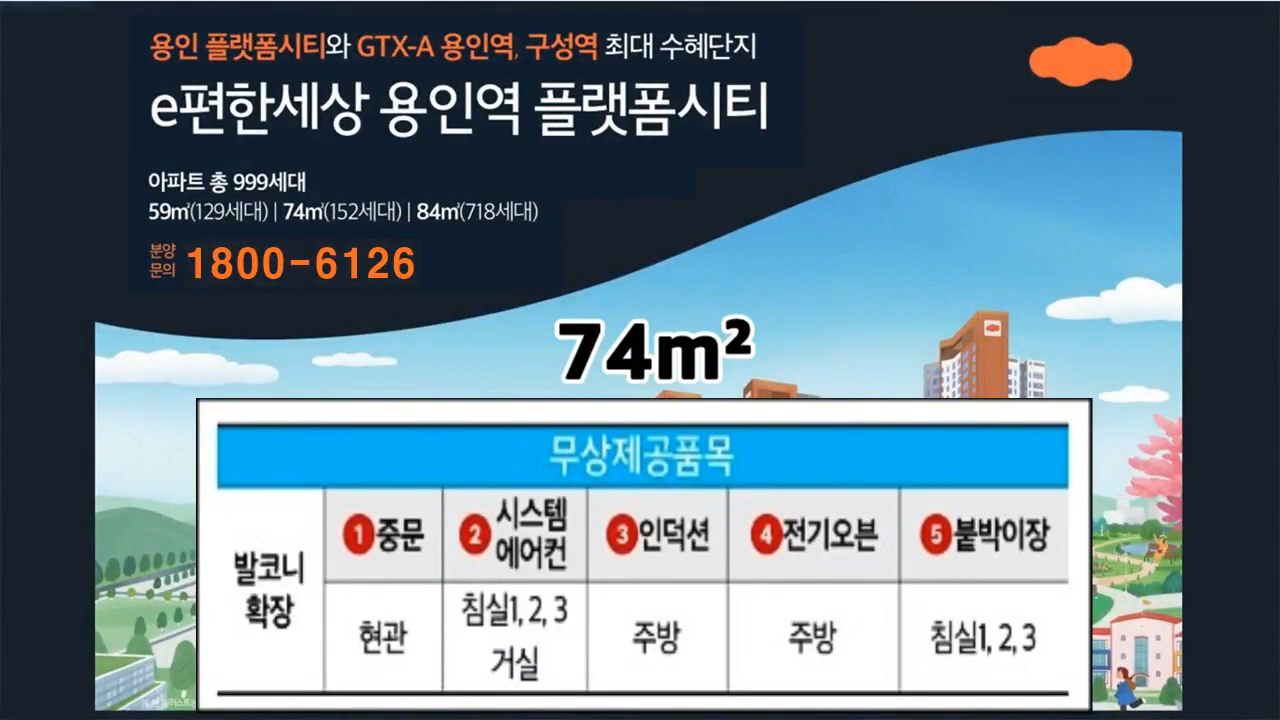 용인 플랫폼시티와 GTX-A 용인역, 구성역 최대 수혜단지
e편한세상 용인역 플랫폼시티
아파트 총 999세대
59㎡(129세대) | 74㎡(152세대) | 84㎡(718세대)
분양
문의 1800-6126
74m²
무상제공품목
발코니
확장
1 중문
2 시스템
에어컨
3 인덕션
4 전기오븐
5 붙박이장
현관
침실1, 2, 3
거실
주방
주방
침실1, 2, 3